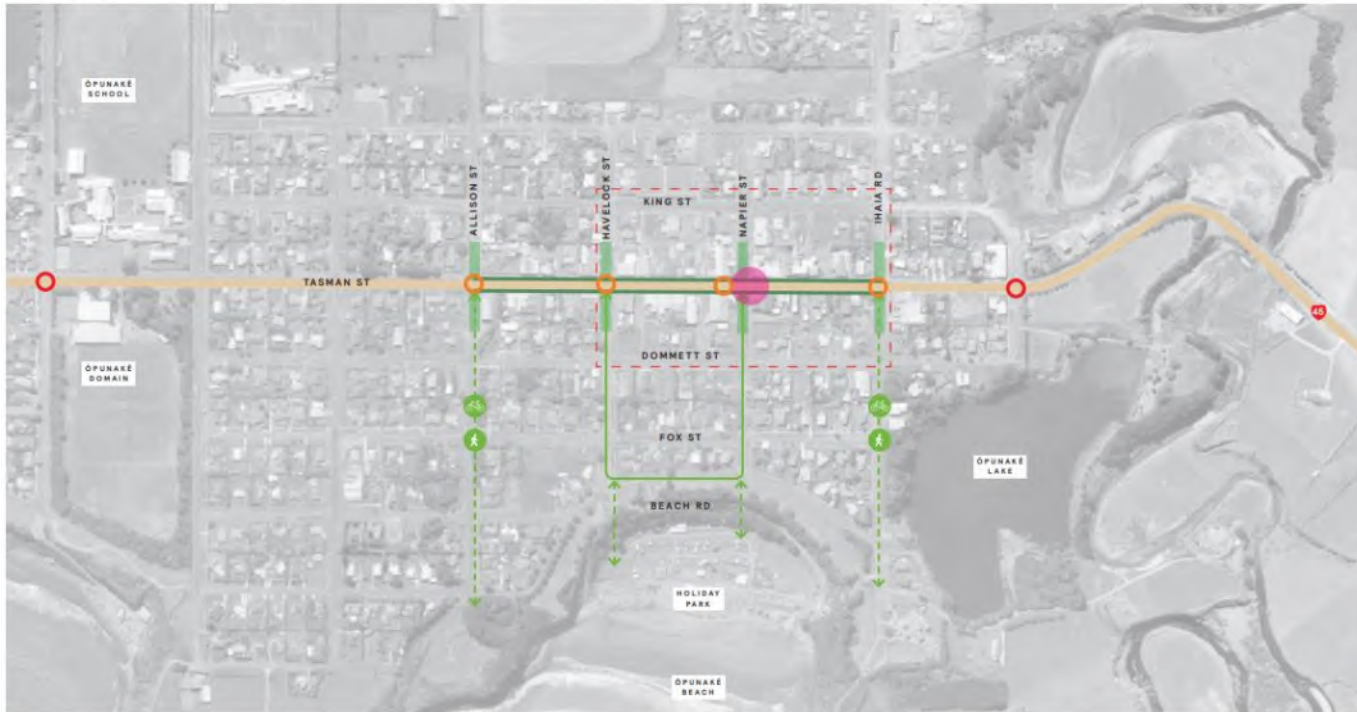 ŌPUNAKĒ
SCHOOL
ALLISON ST
HAVELOCK ST
NAPIER ST
IHAIA RD
KING ST
TASMAN ST
45
DOMMETT ST
ŌPUNAKĒ
DOMAIN
FOX ST
ŌPUNAKĒ
LAKE
BEACH RD
HOLIDAY
PARK
ŌPUNAKĒ
BEACH